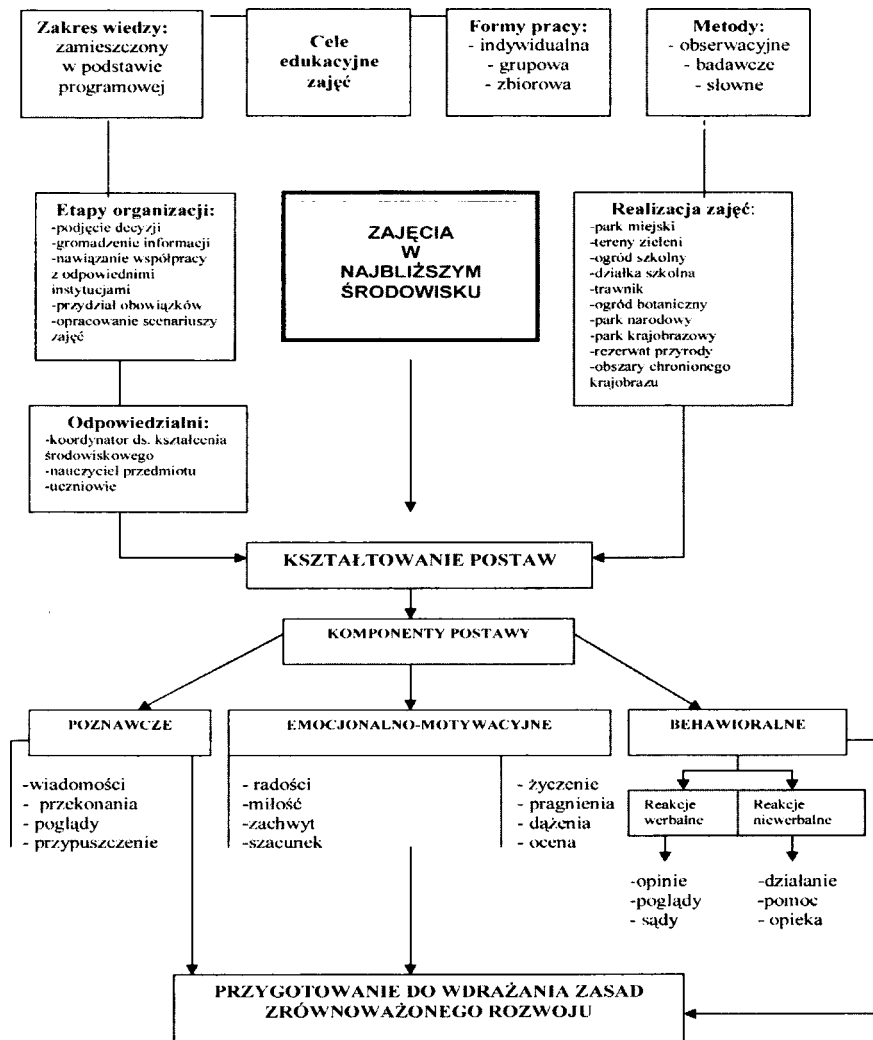 Zakres wiedzy:
zamieszczony
w podstawie
programowej
Cele
edukacyjne
zajęć
Formy pracy:
- indywidualna
- grupowa
- zbiorowa
Metody:
- obserwacyjne
- badawcze
- słowne
Etapy organizacji:
-podjęcie decyzji
-gromadzenie informacji
-nawiązanie współpracy
z odpowiednimi
instytucjami
-przydział obowiązków
-opracowanie scenariuszy
zajęć
ZAJĘCIA
W
NAJBLIŻSZYM
ŚRODOWISKU
Realizacja zajęć:
-park miejski
-tereny zieleni
-ogród szkolny
-działka szkolna
-trawnik
-ogród botaniczny
-park narodowy
-park krajobrazowy
-rezerwat przyrody
-obszary chronionego
krajobrazu
Odpowiedzialni:
-koordynator ds. kształcenia
środowiskowego
-nauczyciel przedmiotu
-uczniowie
KSZTAŁTOWANIE POSTAW
KOMPONENTY POSTAWY
POZNAWCZE
-wiadomości
- przekonania
- poglądy
- przypuszczenie
EMOCJONALNO-MOTYWACYJNE
- radości
-miłość
-zachwyt
-szacunek
- życzenie
- pragnienia
- dążenia
- ocena
BEHAWIORALNE
Reakcje
werbalne
Reakcje
niewerbalne
-opinie
-poglądy
- sądy
-działanie
-pomoc
- opieka
PRZYGOTOWANIE DO WDRAŻANIA ZASAD
ZRÓWNOWAŻONEGO ROZWOJU